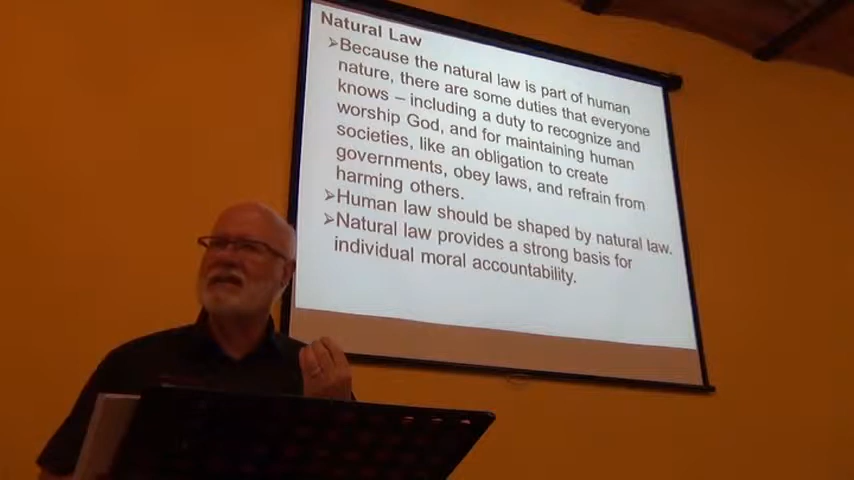 Natural Law
➢Because the natural law is part of human
nature, there are some duties that everyone
knows – including a duty to recognize and
worship God, and for maintaining human
societies, like an obligation to create
governments, obey laws, and refrain from
harming others.
➢Human law should be shaped by natural law.
➢Natural law provides a strong basis for
individual moral accountability.